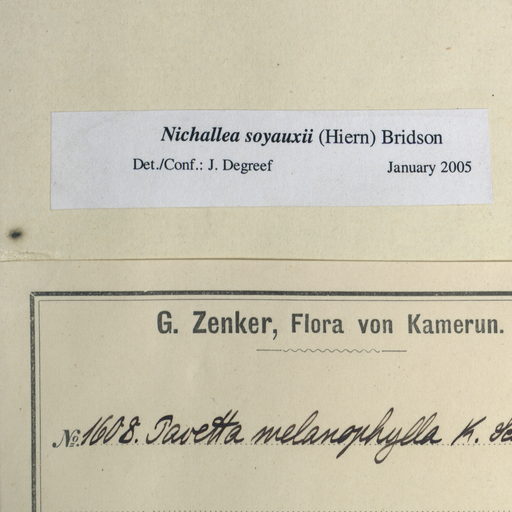 Nichallea soyauxii (Hiern) Bridson
Det./Conf.: J. Degreef January 2005
G. Zenker, Flora von Kamerun.
No. 1608. Pavetta melanophylla K.